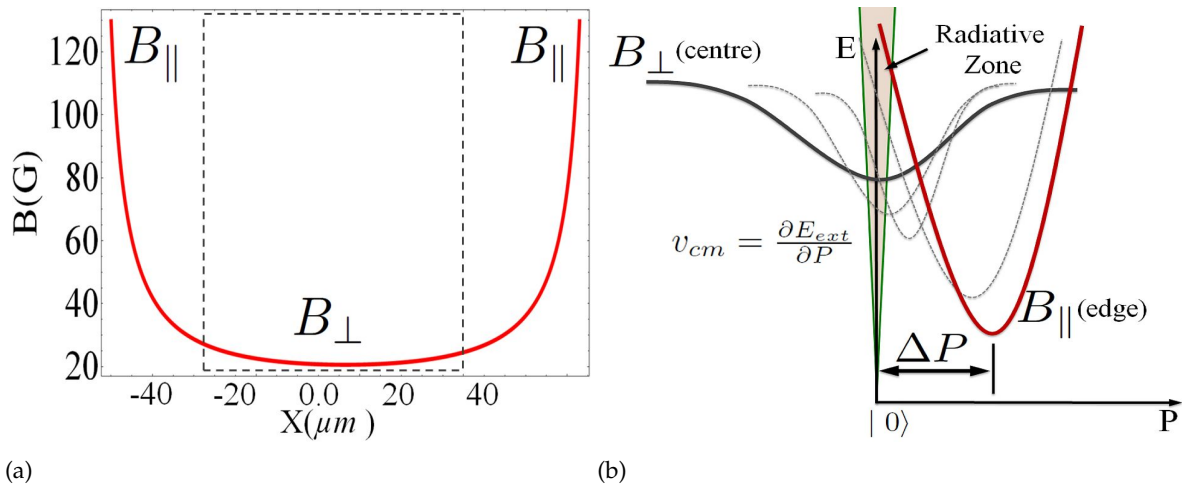 B(G)
120
100
80
60
40
20
B∥
B∥
B⊥
-40
-20
0.0
20
40
X(μm)
(a)
B⊥(centre)
E
Radiative
Zone
v_cm = ∂E_ext/∂P
B∥(edge)
ΔP
| 0⟩
P
(b)